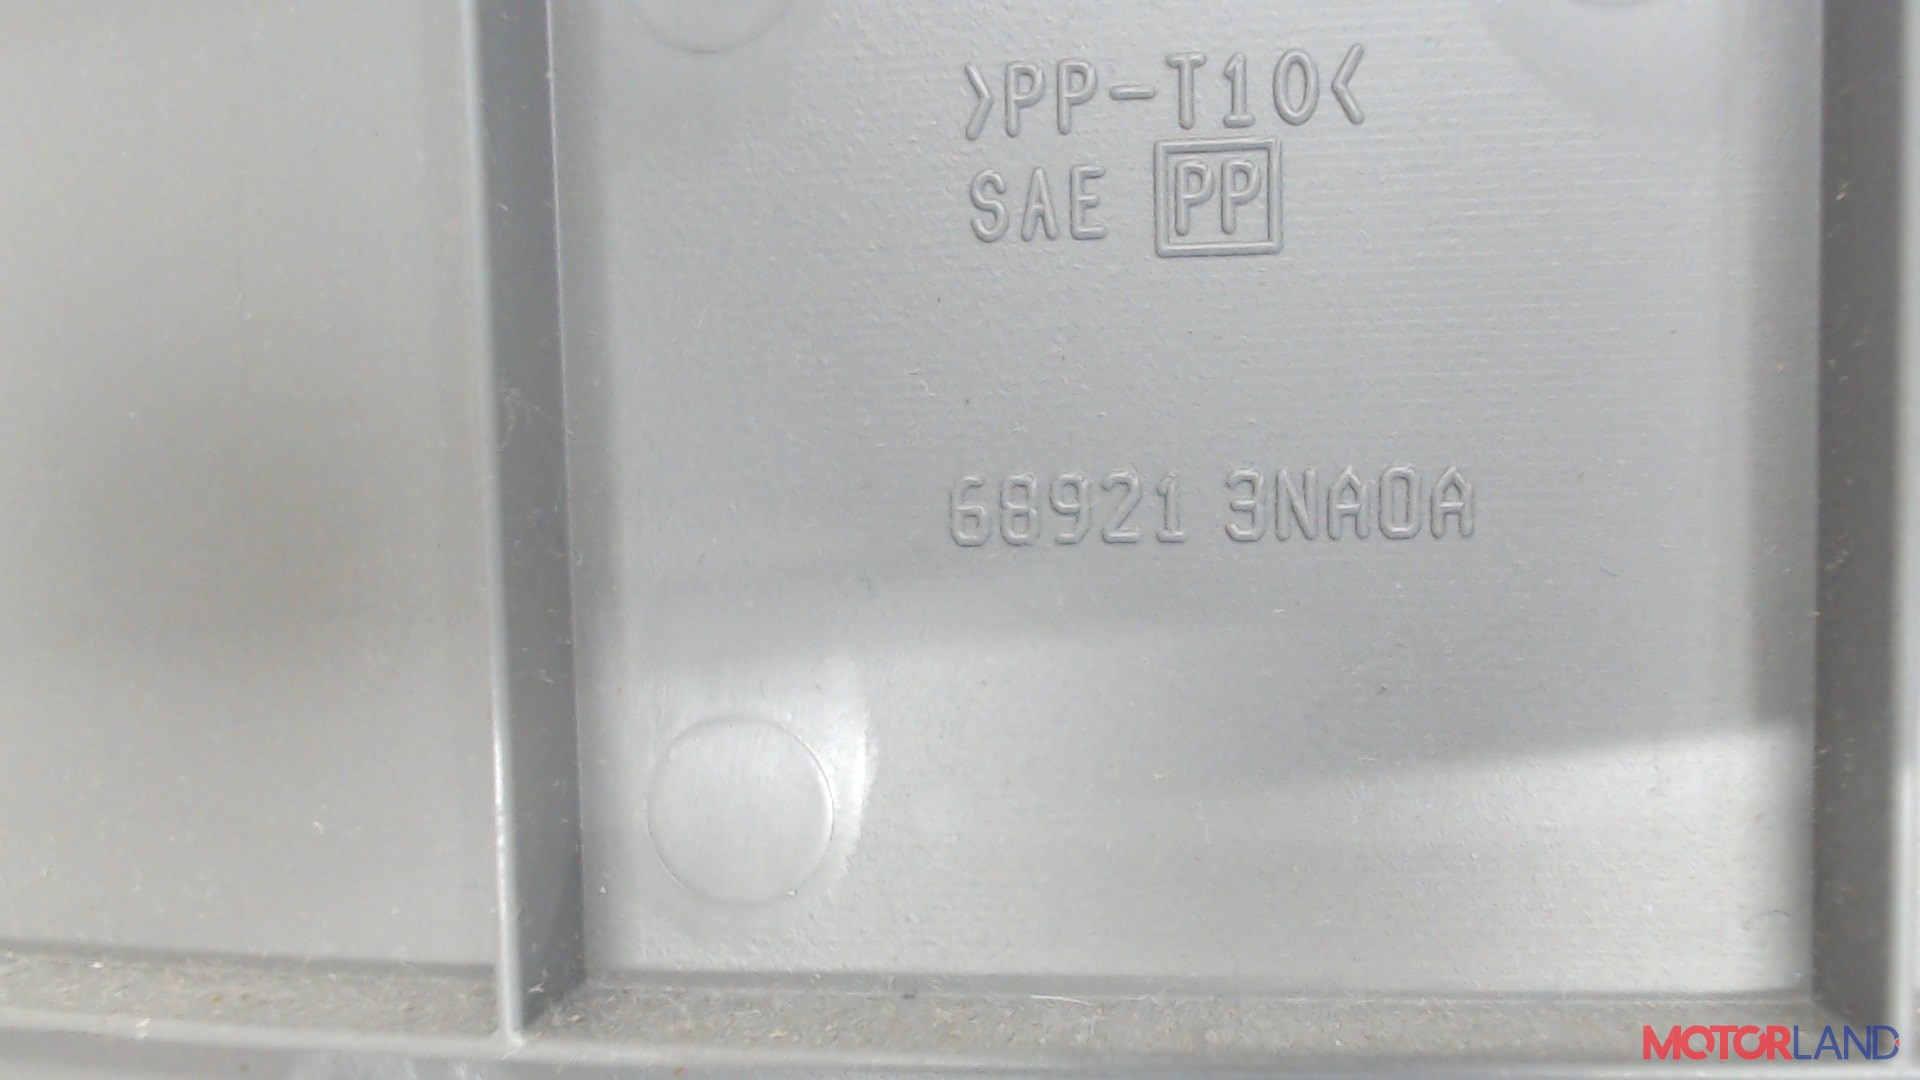 >PP-T10<
SAE PP
68921 3NA0A
MOTORLAND